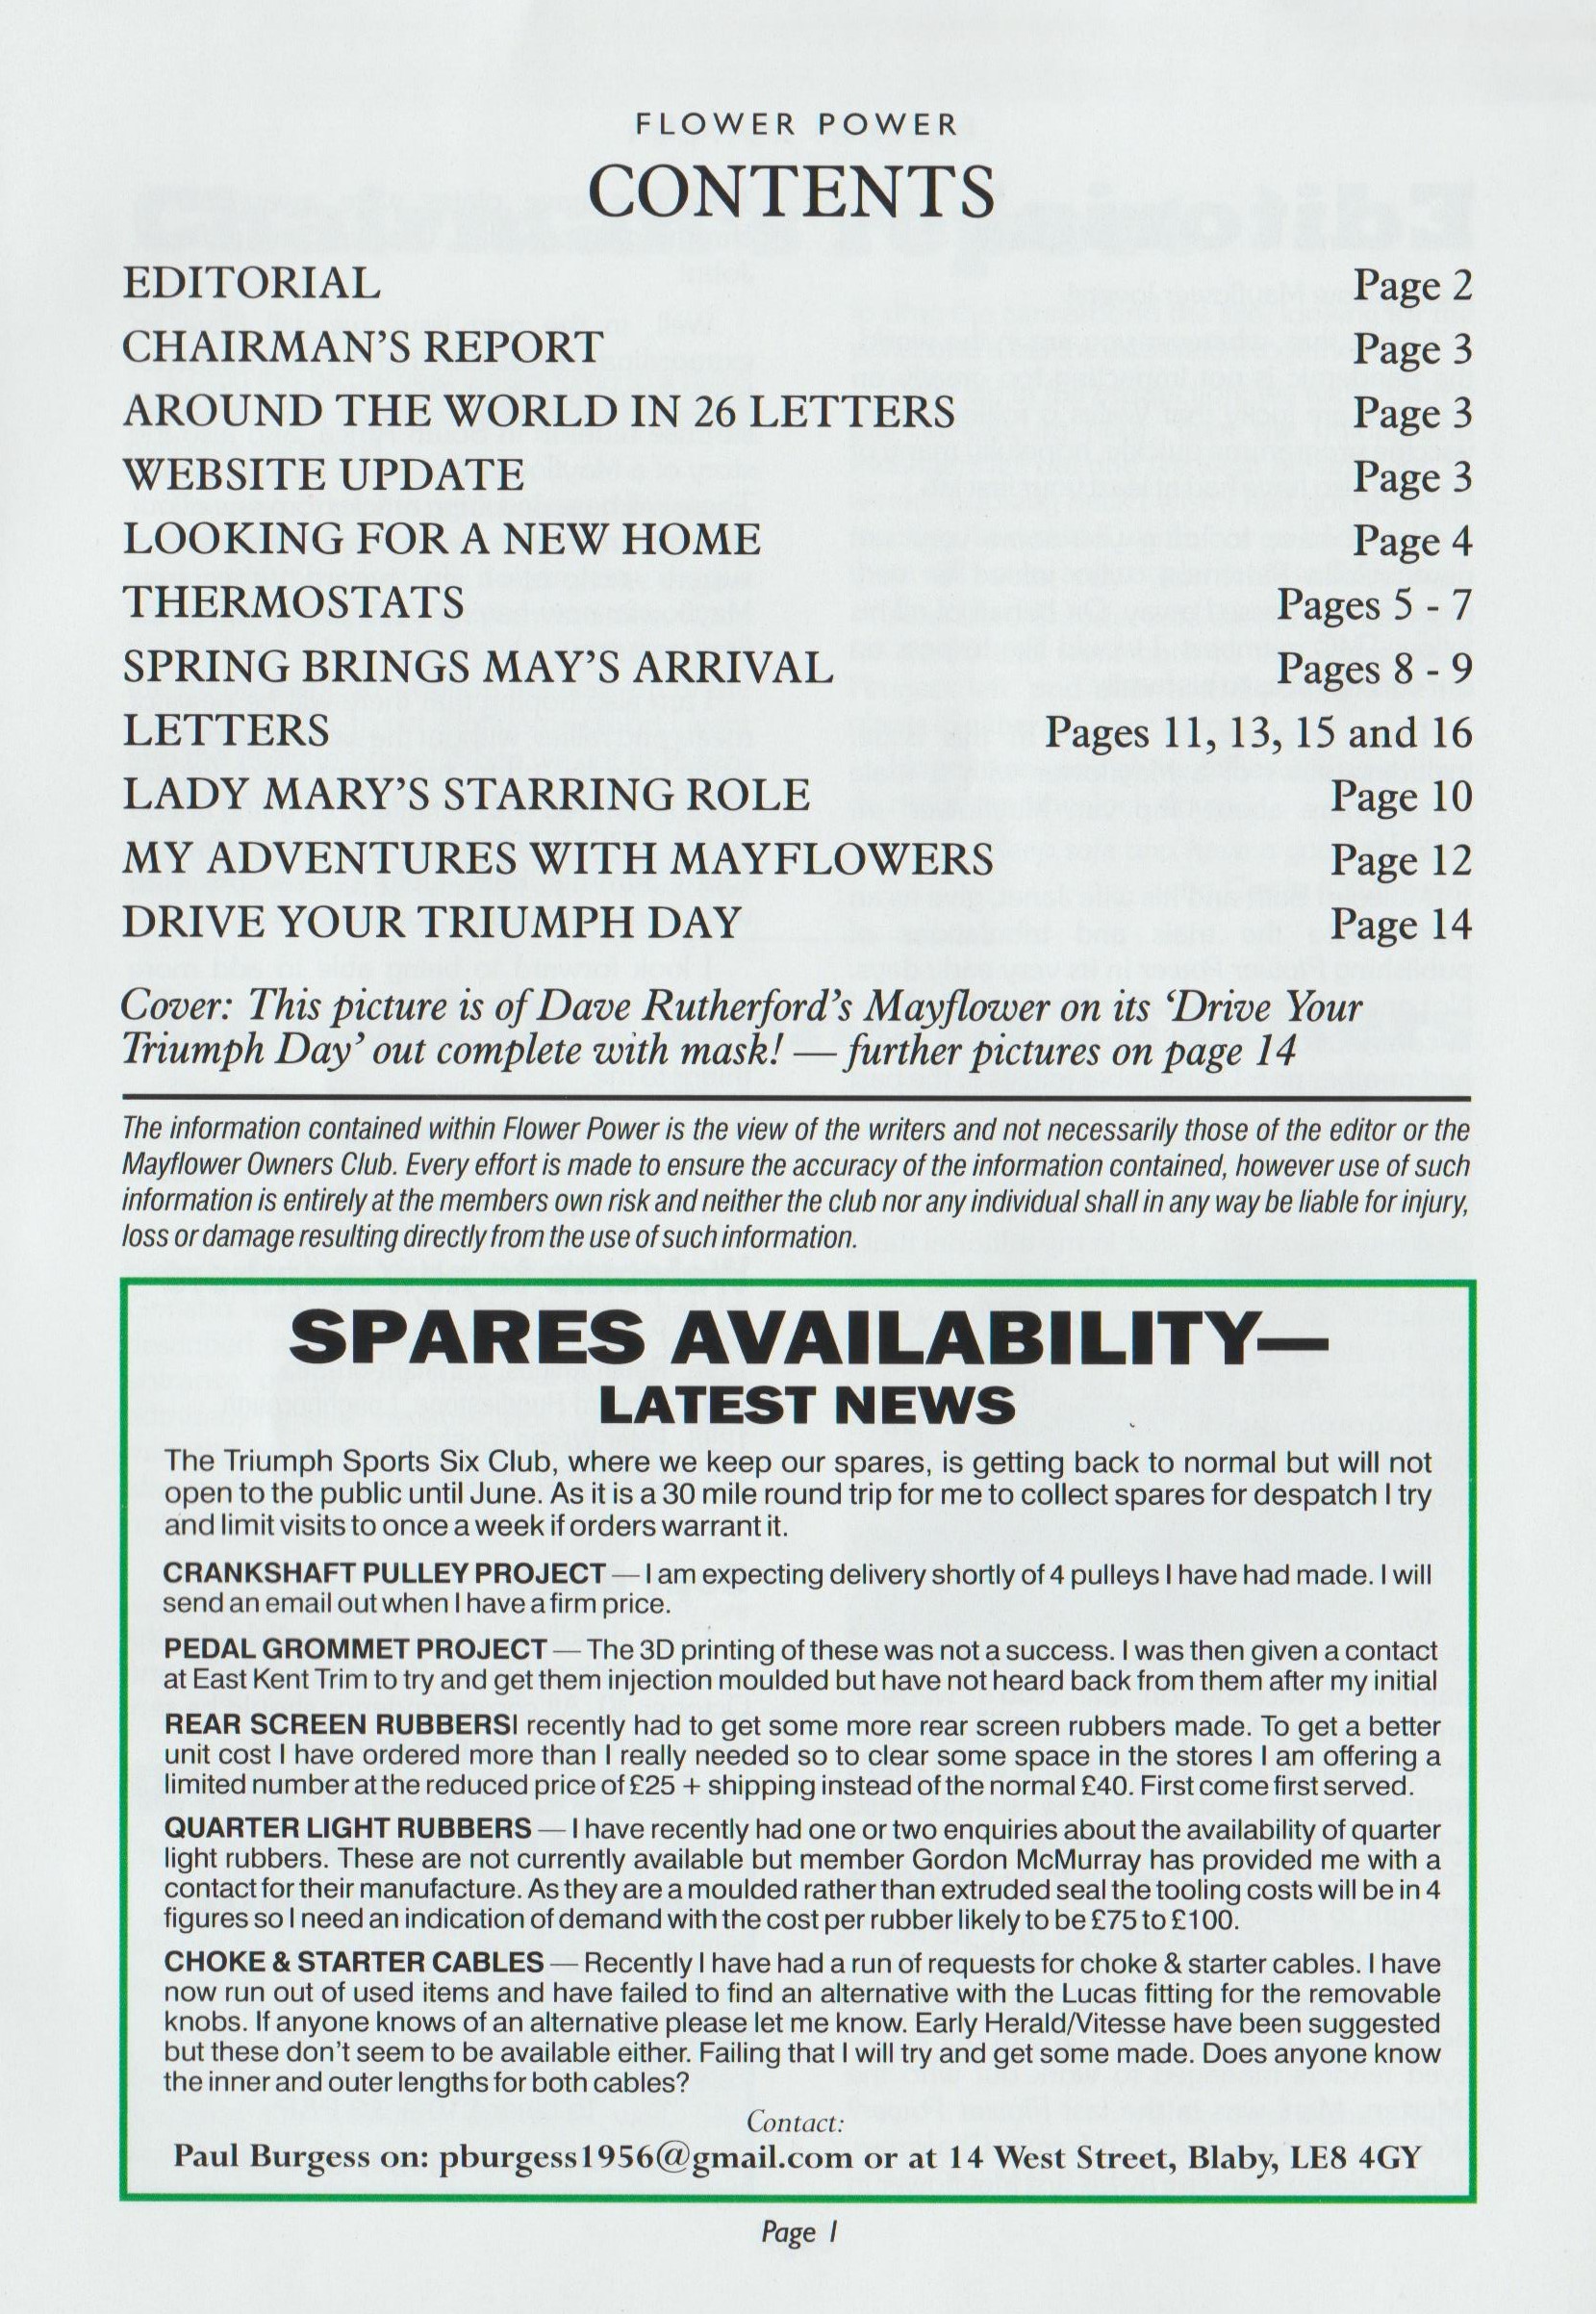 FLOWER POWER
CONTENTS
EDITORIAL Page 2
CHAIRMAN'S REPORT Page 3
AROUND THE WORLD IN 26 LETTERS Page 3
WEBSITE UPDATE Page 3
LOOKING FOR A NEW HOME Page 4
THERMOSTATS Pages 5 - 7
SPRING BRINGS MAY'S ARRIVAL Pages 8 - 9
LETTERS Pages 11, 13, 15 and 16
LADY MARY'S STARRING ROLE Page 10
MY ADVENTURES WITH MAYFLOWERS Page 12
DRIVE YOUR TRIUMPH DAY Page 14
Cover: This picture is of Dave Rutherford's Mayflower on its 'Drive Your
Triumph Day' out complete with mask! — further pictures on page 14
The information contained within Flower Power is the view of the writers and not necessarily those of the editor or the
Mayflower Owners Club. Every effort is made to ensure the accuracy of the information contained, however use of such
information is entirely at the members own risk and neither the club nor any individual shall in any way be liable for injury,
loss or damage resulting directly from the use of such information.
SPARES AVAILABILITY—
LATEST NEWS
The Triumph Sports Six Club, where we keep our spares, is getting back to normal but will not
open to the public until June. As it is a 30 mile round trip for me to collect spares for despatch I try
and limit visits to once a week if orders warrant it.
CRANKSHAFT PULLEY PROJECT — I am expecting delivery shortly of 4 pulleys I have had made. I will
send an email out when I have a firm price.
PEDAL GROMMET PROJECT — The 3D printing of these was not a success. I was then given a contact
at East Kent Trim to try and get them injection moulded but have not heard back from them after my initial
REAR SCREEN RUBBERSI recently had to get some more rear screen rubbers made. To get a better
unit cost I have ordered more than I really needed so to clear some space in the stores I am offering a
limited number at the reduced price of £25 + shipping instead of the normal £40. First come first served.
QUARTER LIGHT RUBBERS — I have recently had one or two enquiries about the availability of quarter
light rubbers. These are not currently available but member Gordon McMurray has provided me with a
contact for their manufacture. As they are a moulded rather than extruded seal the tooling costs will be in 4
figures so I need an indication of demand with the cost per rubber likely to be £75 to £100.
CHOKE & STARTER CABLES — Recently I have had a run of requests for choke & starter cables. I have
now run out of used items and have failed to find an alternative with the Lucas fitting for the removable
knobs. If anyone knows of an alternative please let me know. Early Herald/Vitesse have been suggested
but these don't seem to be available either. Failing that I will try and get some made. Does anyone know
the inner and outer lengths for both cables?
Contact:
Paul Burgess on: pburgess1956@gmail.com or at 14 West Street, Blaby, LE8 4GY
Page 1